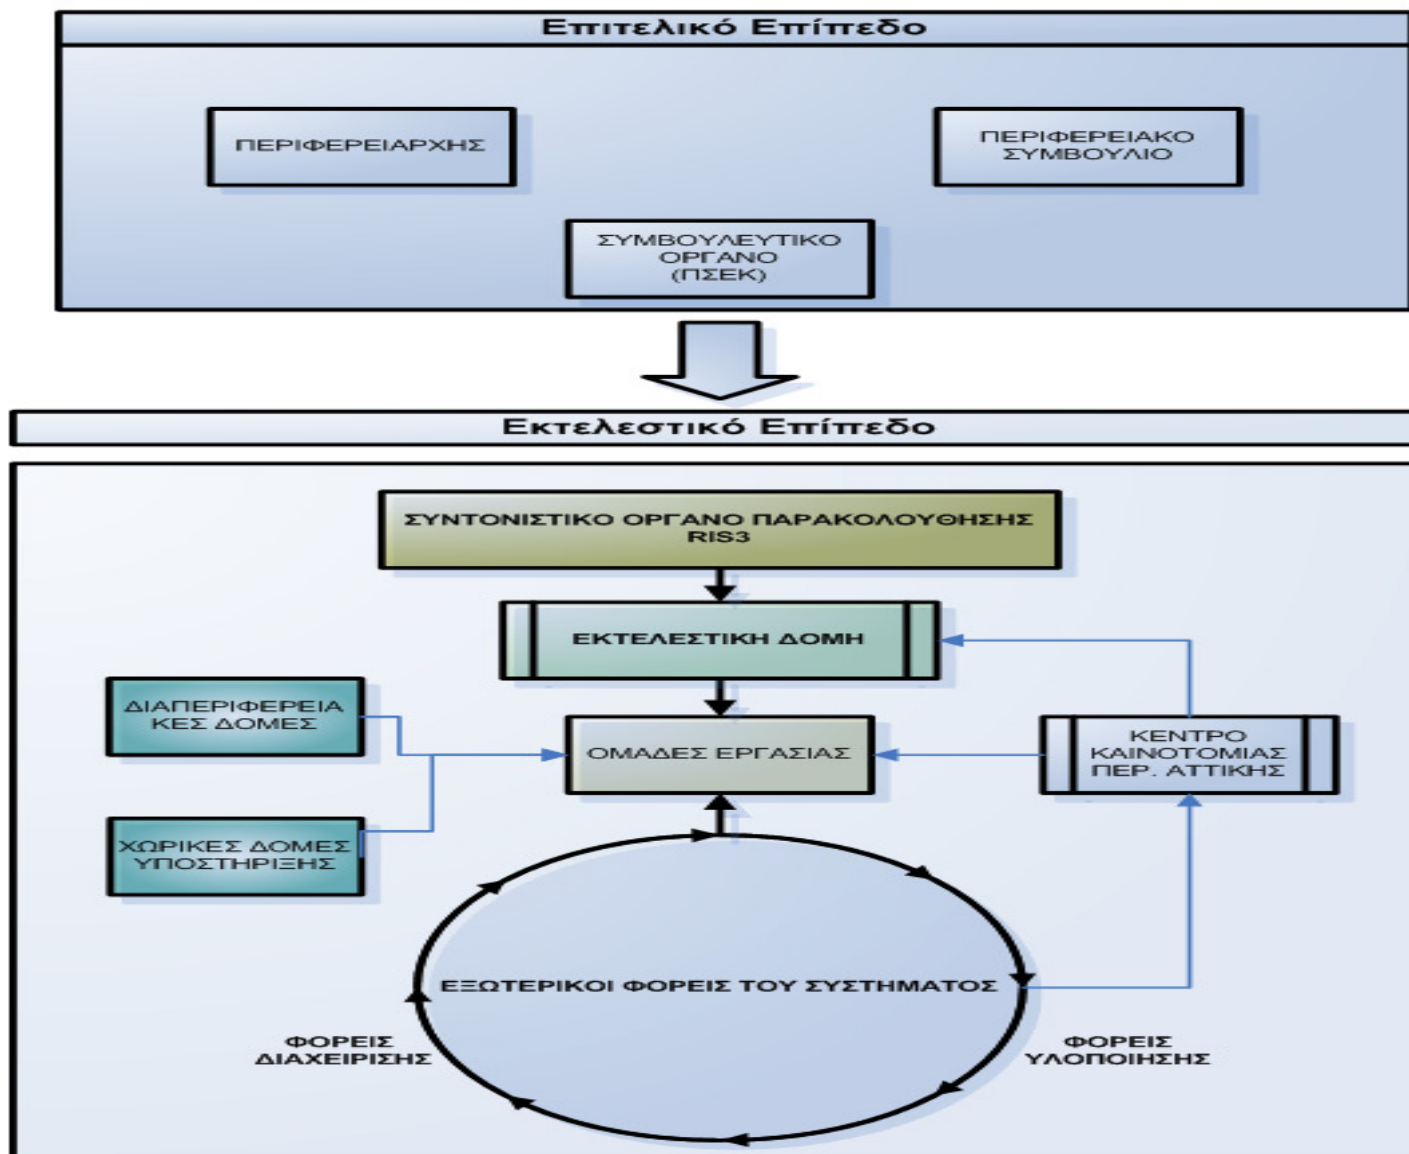 Επιτελικό Επίπεδο
ΠΕΡΙΦΕΡΕΙΑΡΧΗΣ
ΠΕΡΙΦΕΡΕΙΑΚΟ
ΣΥΜΒΟΥΛΙΟ
ΣΥΜΒΟΥΛΕΥΤΙΚΟ
ΟΡΓΑΝΟ
(ΠΣΕΚ)
Εκτελεστικό Επίπεδο
ΣΥΝΤΟΝΙΣΤΙΚΟ ΟΡΓΑΝΟ ΠΑΡΑΚΟΛΟΥΘΗΣΗΣ
RIS3
ΕΚΤΕΛΕΣΤΙΚΗ ΔΟΜΗ
ΔΙΑΠΕΡΙΦΕΡΕΙΑ
ΚΕΣ ΔΟΜΕΣ
ΟΜΑΔΕΣ ΕΡΓΑΣΙΑΣ
ΚΕΝΤΡΟ
ΚΑΙΝΟΤΟΜΙΑΣ
ΠΕΡ. ΑΤΤΙΚΗΣ
ΧΩΡΙΚΕΣ ΔΟΜΕΣ
ΥΠΟΣΤΗΡΙΞΗΣ
ΕΞΩΤΕΡΙΚΟΙ ΦΟΡΕΙΣ ΤΟΥ ΣΥΣΤΗΜΑΤΟΣ
ΦΟΡΕΙΣ
ΔΙΑΧΕΙΡΙΣΗΣ
ΦΟΡΕΙΣ
ΥΛΟΠΟΙΗΣΗΣ